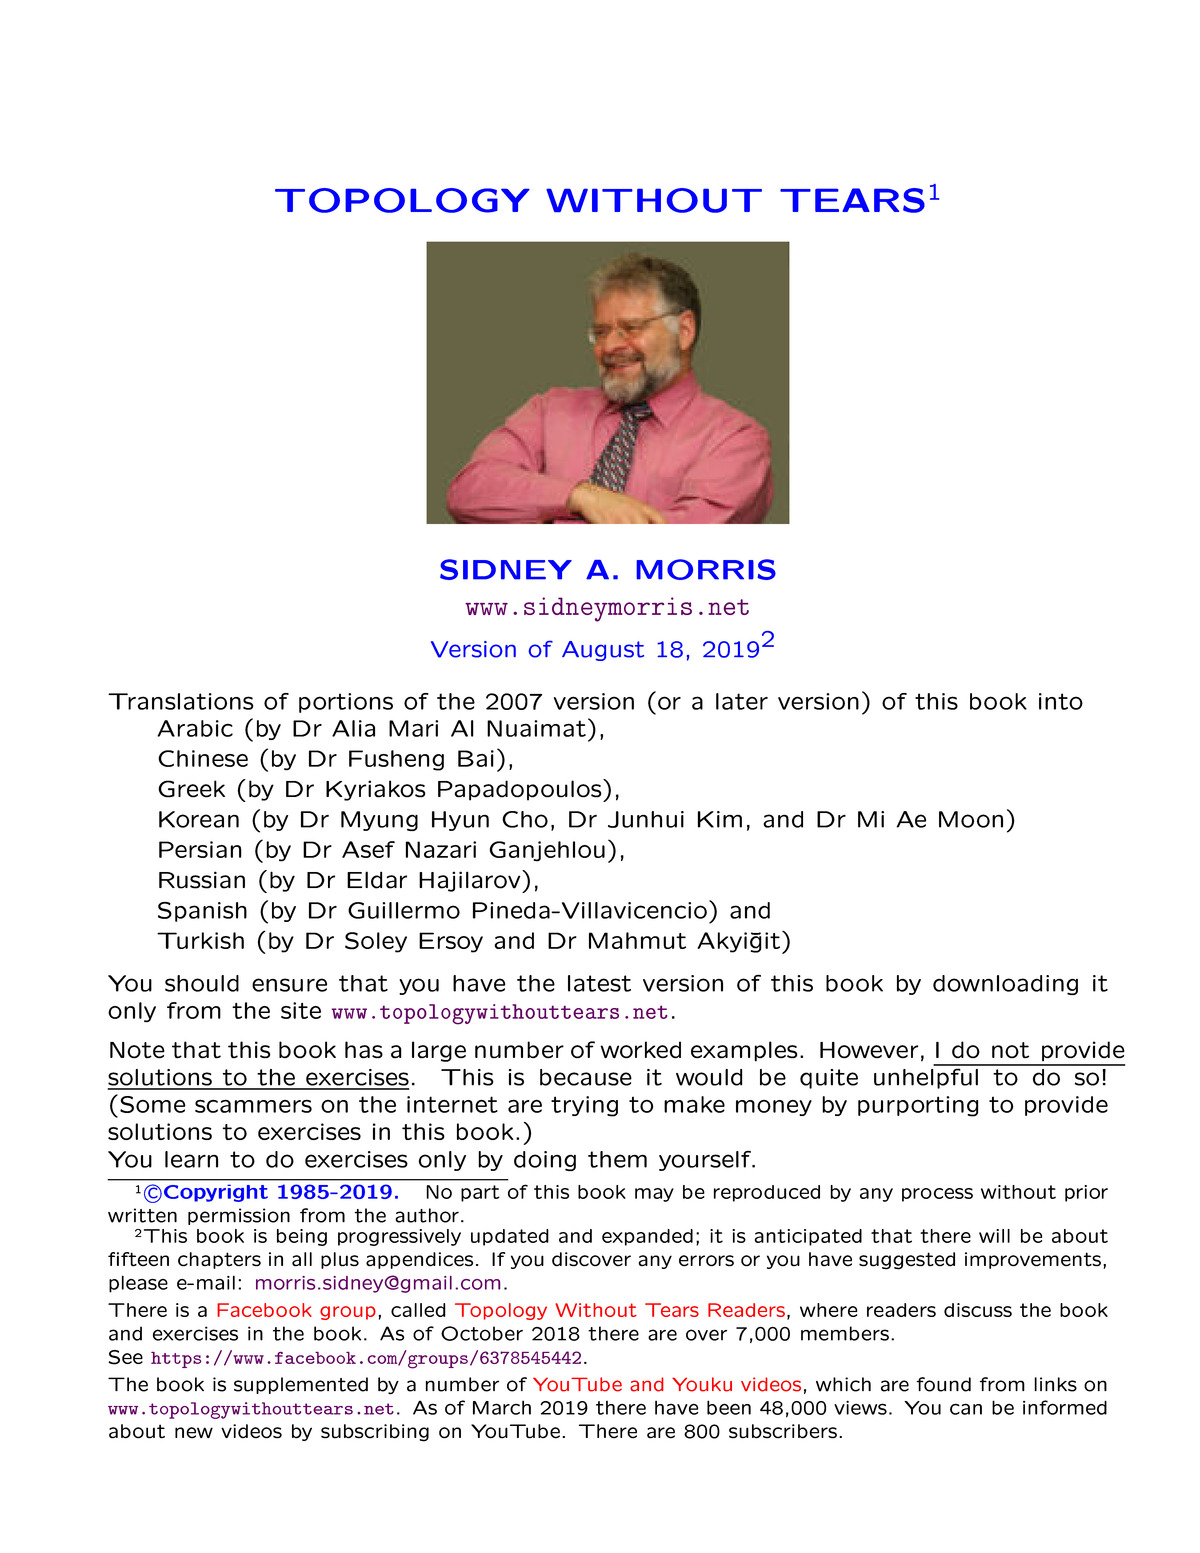 TOPOLOGY WITHOUT TEARS¹
SIDNEY A. MORRIS
www.sidneymorris.net
Version of August 18, 2019²
Translations of portions of the 2007 version (or a later version) of this book into
Arabic (by Dr Alia Mari Al Nuaimat),
Chinese (by Dr Fusheng Bai),
Greek (by Dr Kyriakos Papadopoulos),
Korean (by Dr Myung Hyun Cho, Dr Junhui Kim, and Dr Mi Ae Moon)
Persian (by Dr Asef Nazari Ganjehlou),
Russian (by Dr Eldar Hajilarov),
Spanish (by Dr Guillermo Pineda-Villavicencio) and
Turkish (by Dr Soley Ersoy and Dr Mahmut Akyiḡit)
You should ensure that you have the latest version of this book by downloading it
only from the site www.topologywithouttears.net.
Note that this book has a large number of worked examples. However, I do not provide
solutions to the exercises. This is because it would be quite unhelpful to do so!
(Some scammers on the internet are trying to make money by purporting to provide
solutions to exercises in this book.)
You learn to do exercises only by doing them yourself.
¹©Copyright 1985-2019. No part of this book may be reproduced by any process without prior
written permission from the author.
²This book is being progressively updated and expanded; it is anticipated that there will be about
fifteen chapters in all plus appendices. If you discover any errors or you have suggested improvements,
please e-mail: morris.sidney@gmail.com.
There is a Facebook group, called Topology Without Tears Readers, where readers discuss the book
and exercises in the book. As of October 2018 there are over 7,000 members.
See https://www.facebook.com/groups/6378545442.
The book is supplemented by a number of YouTube and Youku videos, which are found from links on
www.topologywithouttears.net. As of March 2019 there have been 48,000 views. You can be informed
about new videos by subscribing on YouTube. There are 800 subscribers.